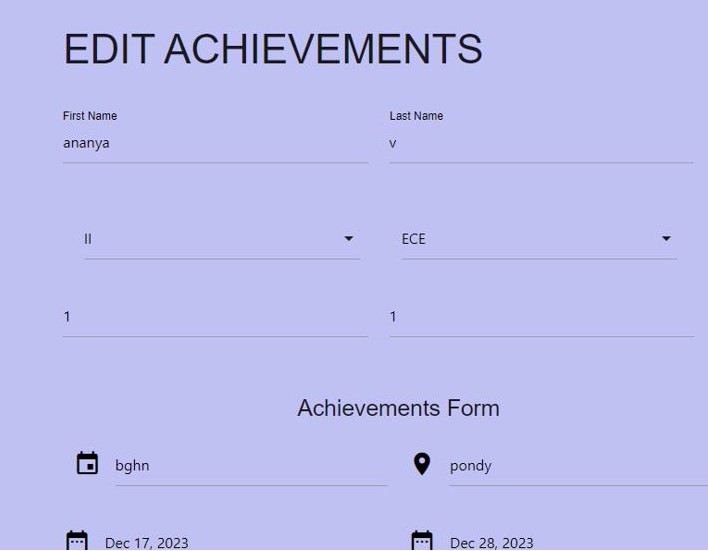 EDIT ACHIEVEMENTS
First Name
Last Name
ananya
v
II
ECE
1
1
Achievements Form
bghn
pondy
Dec 17, 2023
Dec 28, 2023